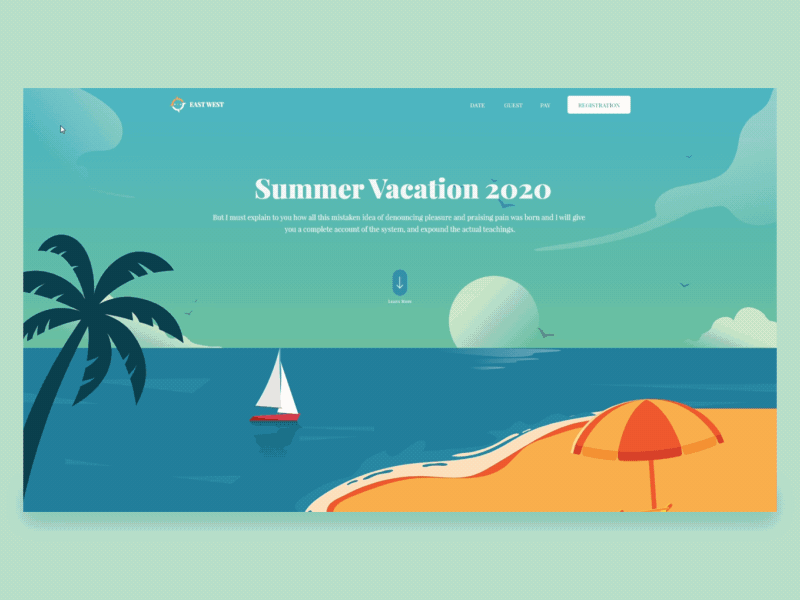 EAST WEST
DATE
GUEST
PAY
REGISTRATION
Summer Vacation 2020
But I must explain to you how all this mistaken idea of denouncing pleasure and praising pain was born and I will give
you a complete account of the system, and expound the actual teachings.
Learn More